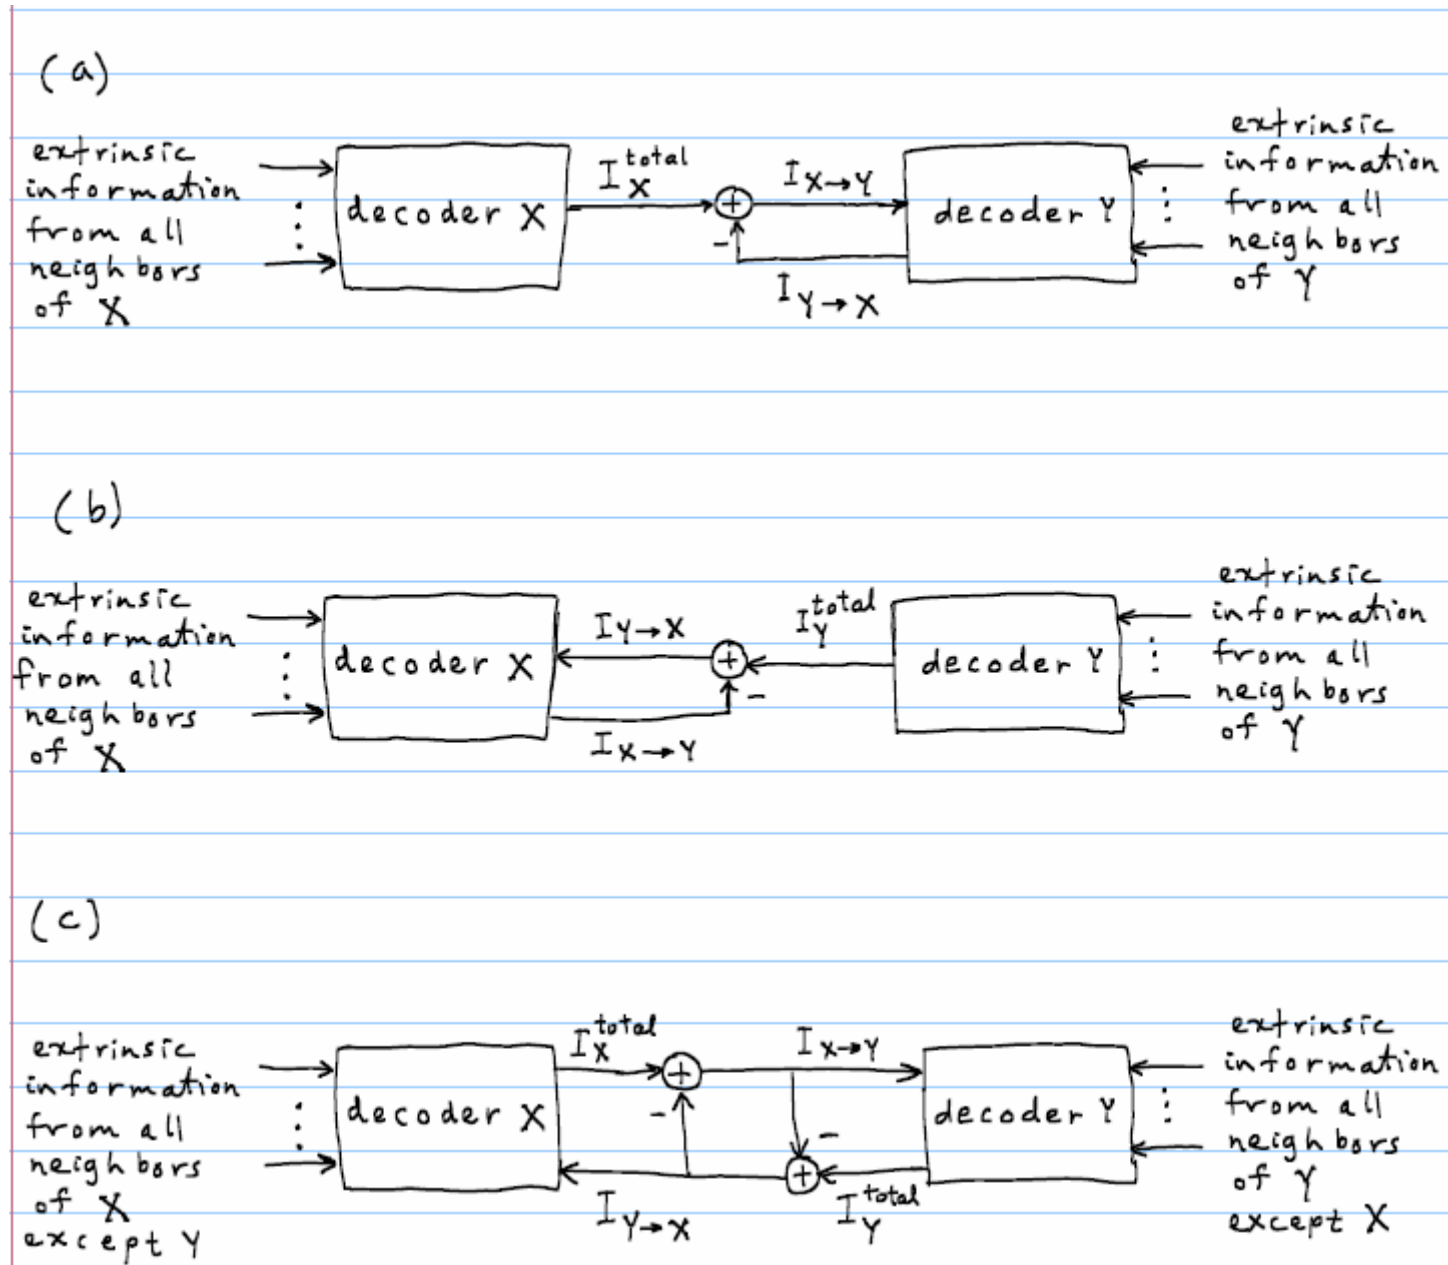 (a)
extrinsic
information
from all
neighbors
of X
decoder X
I_X^total
+
-
I_X→Y
I_Y→X
decoder Y
extrinsic
information
from all
neighbors
of Y
(b)
extrinsic
information
from all
neighbors
of X
decoder X
I_Y→X
+
-
I_X→Y
I_Y^total
decoder Y
extrinsic
information
from all
neighbors
of Y
(c)
extrinsic
information
from all
neighbors
of X
except Y
decoder X
I_X^total
+
-
I_X→Y
-
+
I_Y→X
I_Y^total
decoder Y
extrinsic
information
from all
neighbors
of Y
except X